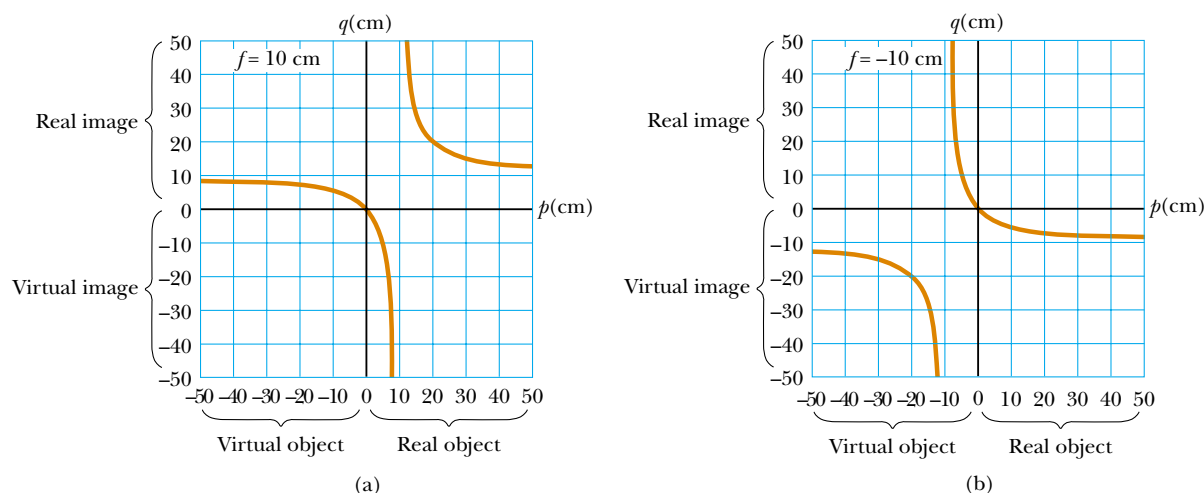 q(cm)
50
f = 10 cm
40
30
Real image
20
10
0
p(cm)
–10
–20
Virtual image
–30
–40
–50
–50 –40 –30 –20 –10 0 10 20 30 40 50
Virtual object Real object
(a)
q(cm)
50
f = –10 cm
40
30
Real image
20
10
0
p(cm)
–10
–20
Virtual image
–30
–40
–50
–50 –40 –30 –20 –10 0 10 20 30 40 50
Virtual object Real object
(b)